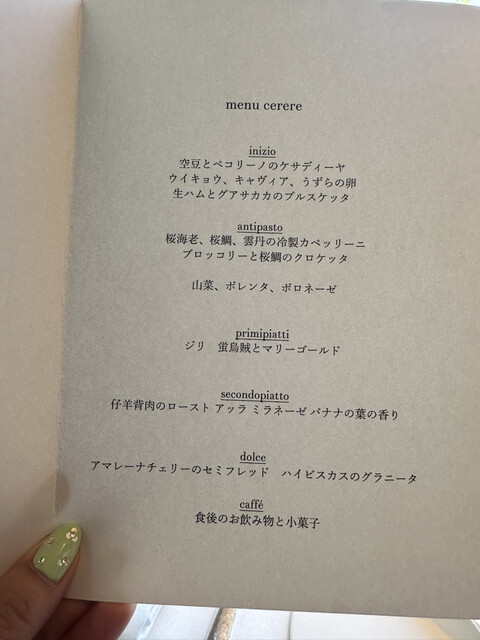 menu cerere
inizio
空豆とペコリーノのケサディーヤ
ウイキョウ、キャヴィア、うずらの卵
生ハムとグアサカカのブルスケッタ
antipasto
桜海老、桜鯛、雲丹の冷製カペッリーニ
ブロッコリーと桜鯛のクロケッタ
山菜、ポレンタ、ボロネーゼ
primipiatti
ジリ　蛍烏賊とマリーゴールド
secondopiatto
仔羊背肉のロースト アッラ ミラネーゼ バナナの葉の香り
dolce
アマレーナチェリーのセミフレッド　ハイビスカスのグラニータ
caffé
食後のお飲み物と小菓子